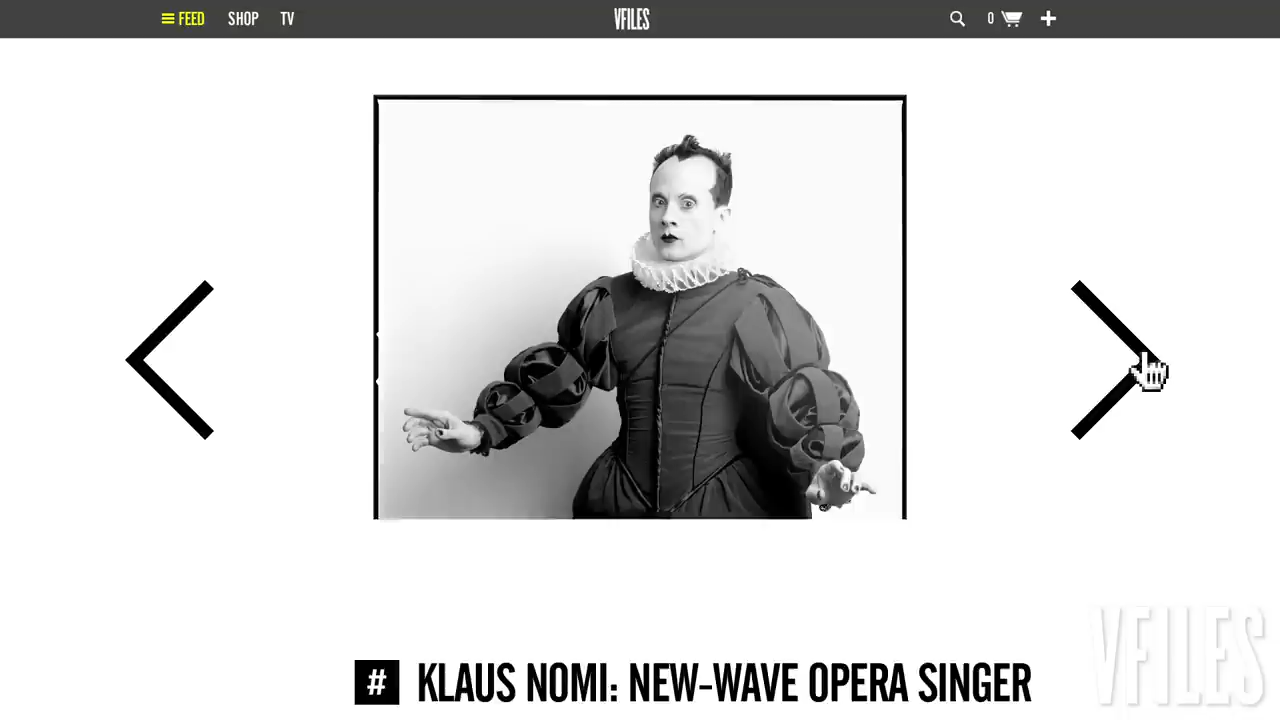 FEED SHOP TV VFILES 0
# KLAUS NOMI: NEW-WAVE OPERA SINGER
VFILES